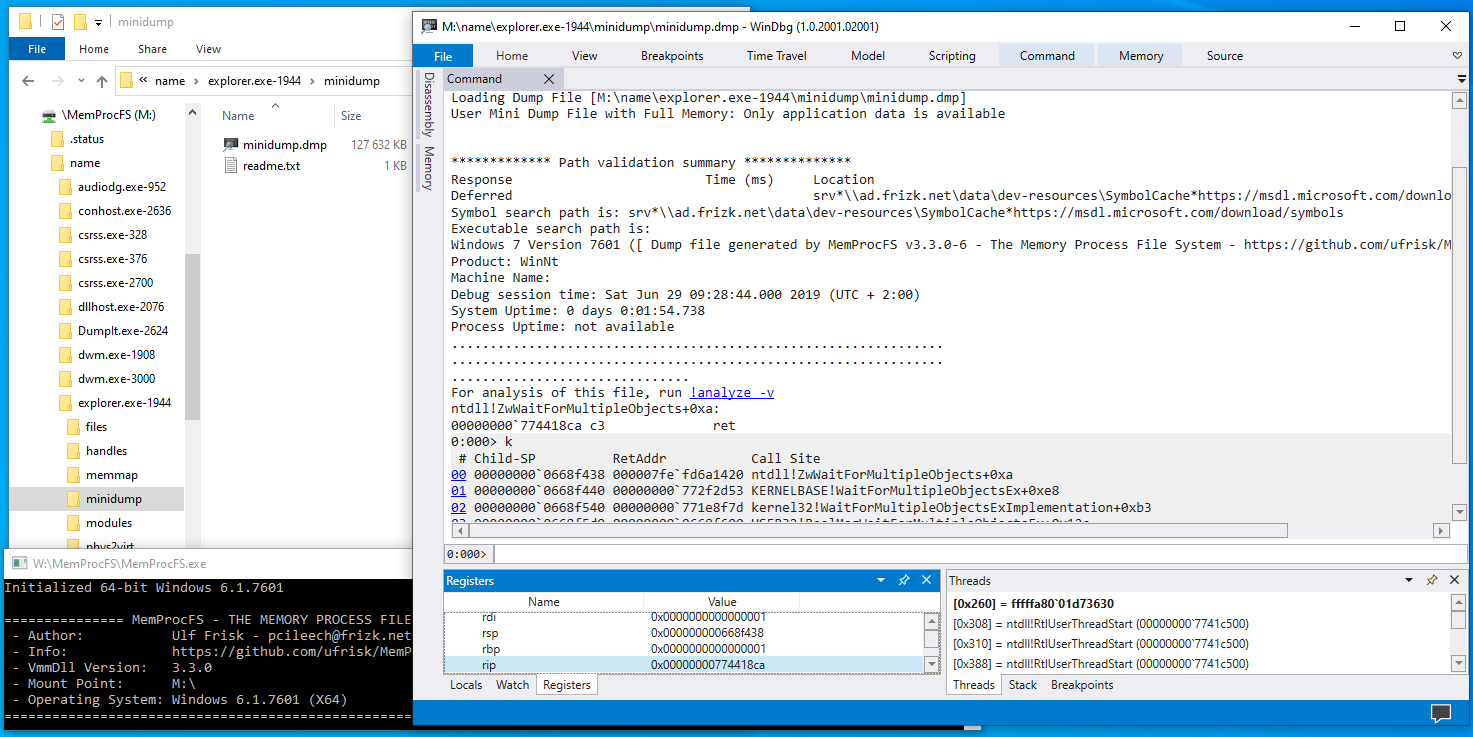 minidump
File Home Share View
« name › explorer.exe-1944 › minidump
\MemProcFS (M:)
.status
name
audiodg.exe-952
conhost.exe-2636
csrss.exe-328
csrss.exe-376
csrss.exe-2700
dllhost.exe-2076
DumpIt.exe-2624
dwm.exe-1908
dwm.exe-3000
explorer.exe-1944
files
handles
memmap
minidump
modules
phys2virt
Name Size
minidump.dmp 127 632 KB
readme.txt 1 KB
W:\MemProcFS\MemProcFS.exe
Initialized 64-bit Windows 6.1.7601
=============== MemProcFS - THE MEMORY PROCESS FILE
- Author: Ulf Frisk - pcileech@frizk.net
- Info: https://github.com/ufrisk/MemP
- VmmDll Version: 3.3.0
- Mount Point: M:\
- Operating System: Windows 6.1.7601 (X64)
====================================================
M:\name\explorer.exe-1944\minidump\minidump.dmp - WinDbg (1.0.2001.02001)
File Home View Breakpoints Time Travel Model Scripting Command Memory Source
Disassembly
Memory
Command
Loading Dump File [M:\name\explorer.exe-1944\minidump\minidump.dmp]
User Mini Dump File with Full Memory: Only application data is available
************* Path validation summary **************
Response Time (ms) Location
Deferred srv*\\ad.frizk.net\data\dev-resources\SymbolCache*https://msdl.microsoft.com/downlo
Symbol search path is: srv*\\ad.frizk.net\data\dev-resources\SymbolCache*https://msdl.microsoft.com/download/symbols
Executable search path is:
Windows 7 Version 7601 ([ Dump file generated by MemProcFS v3.3.0-6 - The Memory Process File System - https://github.com/ufrisk/M
Product: WinNt
Machine Name:
Debug session time: Sat Jun 29 09:28:44.000 2019 (UTC + 2:00)
System Uptime: 0 days 0:01:54.738
Process Uptime: not available
................................................................
................................................................
...............................
For analysis of this file, run !analyze -v
ntdll!ZwWaitForMultipleObjects+0xa:
00000000`774418ca c3 ret
0:000> k
# Child-SP RetAddr Call Site
00 00000000`0668f438 000007fe`fd6a1420 ntdll!ZwWaitForMultipleObjects+0xa
01 00000000`0668f440 00000000`772f2d53 KERNELBASE!WaitForMultipleObjectsEx+0xe8
02 00000000`0668f540 00000000`771e8f7d kernel32!WaitForMultipleObjectsExImplementation+0xb3
0:000>
Registers
Name Value
rdi 0x0000000000000001
rsp 0x000000000668f438
rbp 0x0000000000000001
rip 0x00000000774418ca
Locals Watch Registers
Threads
[0x260] = fffffa80`01d73630
[0x308] = ntdll!RtlUserThreadStart (00000000`7741c500)
[0x310] = ntdll!RtlUserThreadStart (00000000`7741c500)
[0x388] = ntdll!RtlUserThreadStart (00000000`7741c500)
Threads Stack Breakpoints